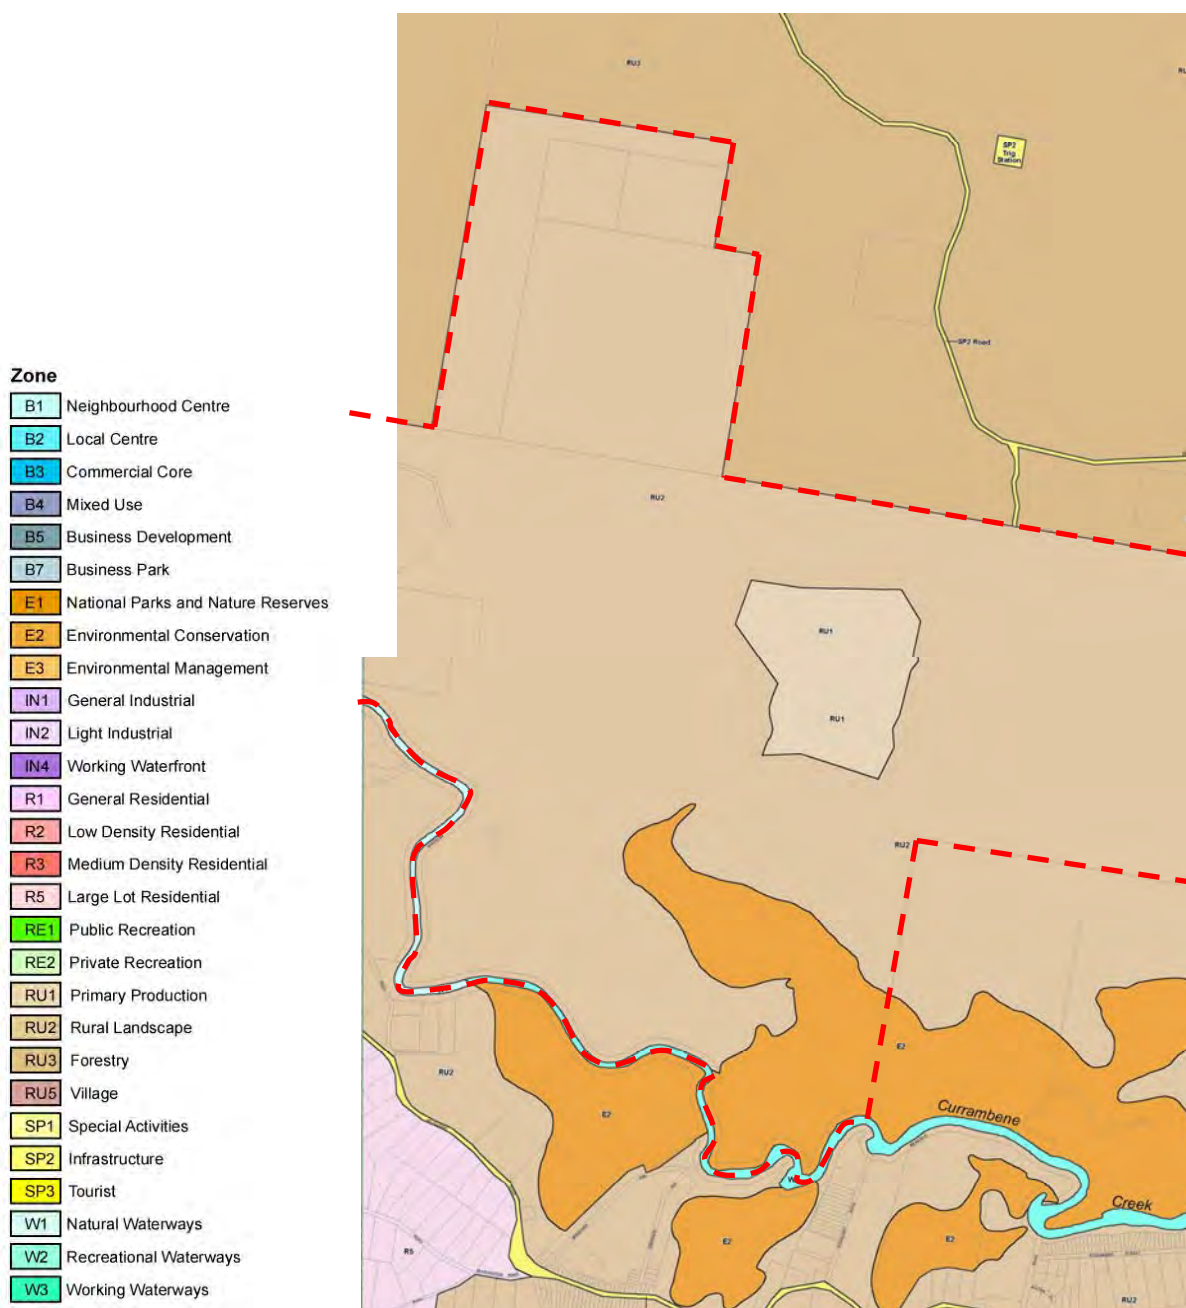 Zone
B1 Neighbourhood Centre
B2 Local Centre
B3 Commercial Core
B4 Mixed Use
B5 Business Development
B7 Business Park
E1 National Parks and Nature Reserves
E2 Environmental Conservation
E3 Environmental Management
IN1 General Industrial
IN2 Light Industrial
IN4 Working Waterfront
R1 General Residential
R2 Low Density Residential
R3 Medium Density Residential
R5 Large Lot Residential
RE1 Public Recreation
RE2 Private Recreation
RU1 Primary Production
RU2 Rural Landscape
RU3 Forestry
RU5 Village
SP1 Special Activities
SP2 Infrastructure
SP3 Tourist
W1 Natural Waterways
W2 Recreational Waterways
W3 Working Waterways
RU3
SP2
Trig
Station
SP2 Road
RU2
RU1
RU1
RU2
E2
RU2
E2
Currambene
Creek
E2
E2
R5
RU2